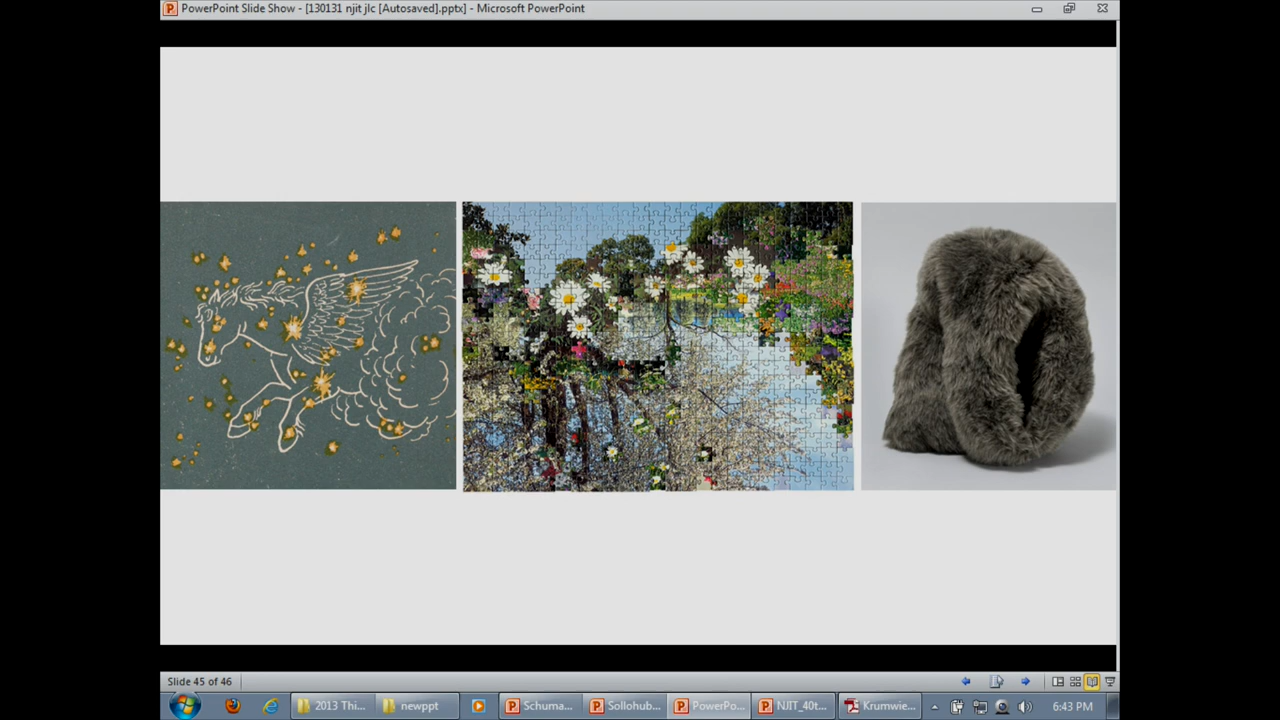 PowerPoint Slide Show - [130131 njit jlc [Autosaved].pptx] - Microsoft PowerPoint
Slide 45 of 46
2013 Thi... newppt Schuma... Sollohub... PowerPo... NJIT_40t... Krumwie... 6:43 PM